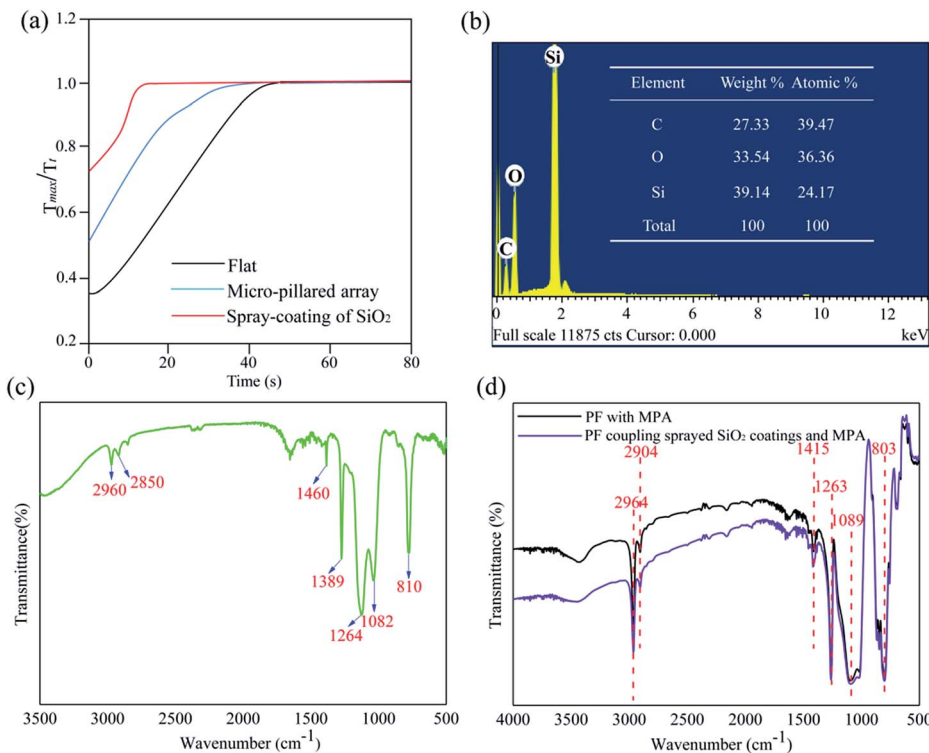 (a)
1.2
1.0
0.8
0.6
0.4
0.2
Tmax/Tt
Flat
Micro-pillared array
Spray-coating of SiO2
0 20 40 60 80
Time (s)
(b)
Si
O
C
Element Weight % Atomic %
C 27.33 39.47
O 33.54 36.36
Si 39.14 24.17
Total 100 100
0 2 4 6 8 10 12
Full scale 11875 cts Cursor: 0.000 keV
(c)
Transmittance(%)
2960
2850
1460
1389
1264
1082
810
3500 3000 2500 2000 1500 1000 500
Wavenumber (cm-1)
(d)
PF with MPA
PF coupling sprayed SiO2 coatings and MPA
2904
2964
1415
1263
1089
803
Transmittance (%)
4000 3500 3000 2500 2000 1500 1000 500
Wavenumber (cm-1)